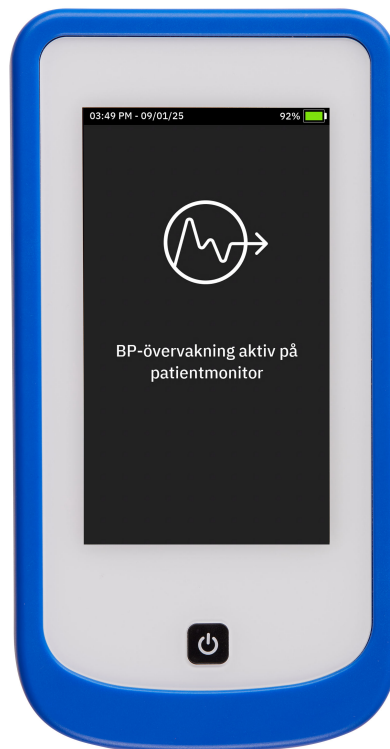 03:49 PM - 09/01/25 92%
BP-övervakning aktiv på
patientmonitor